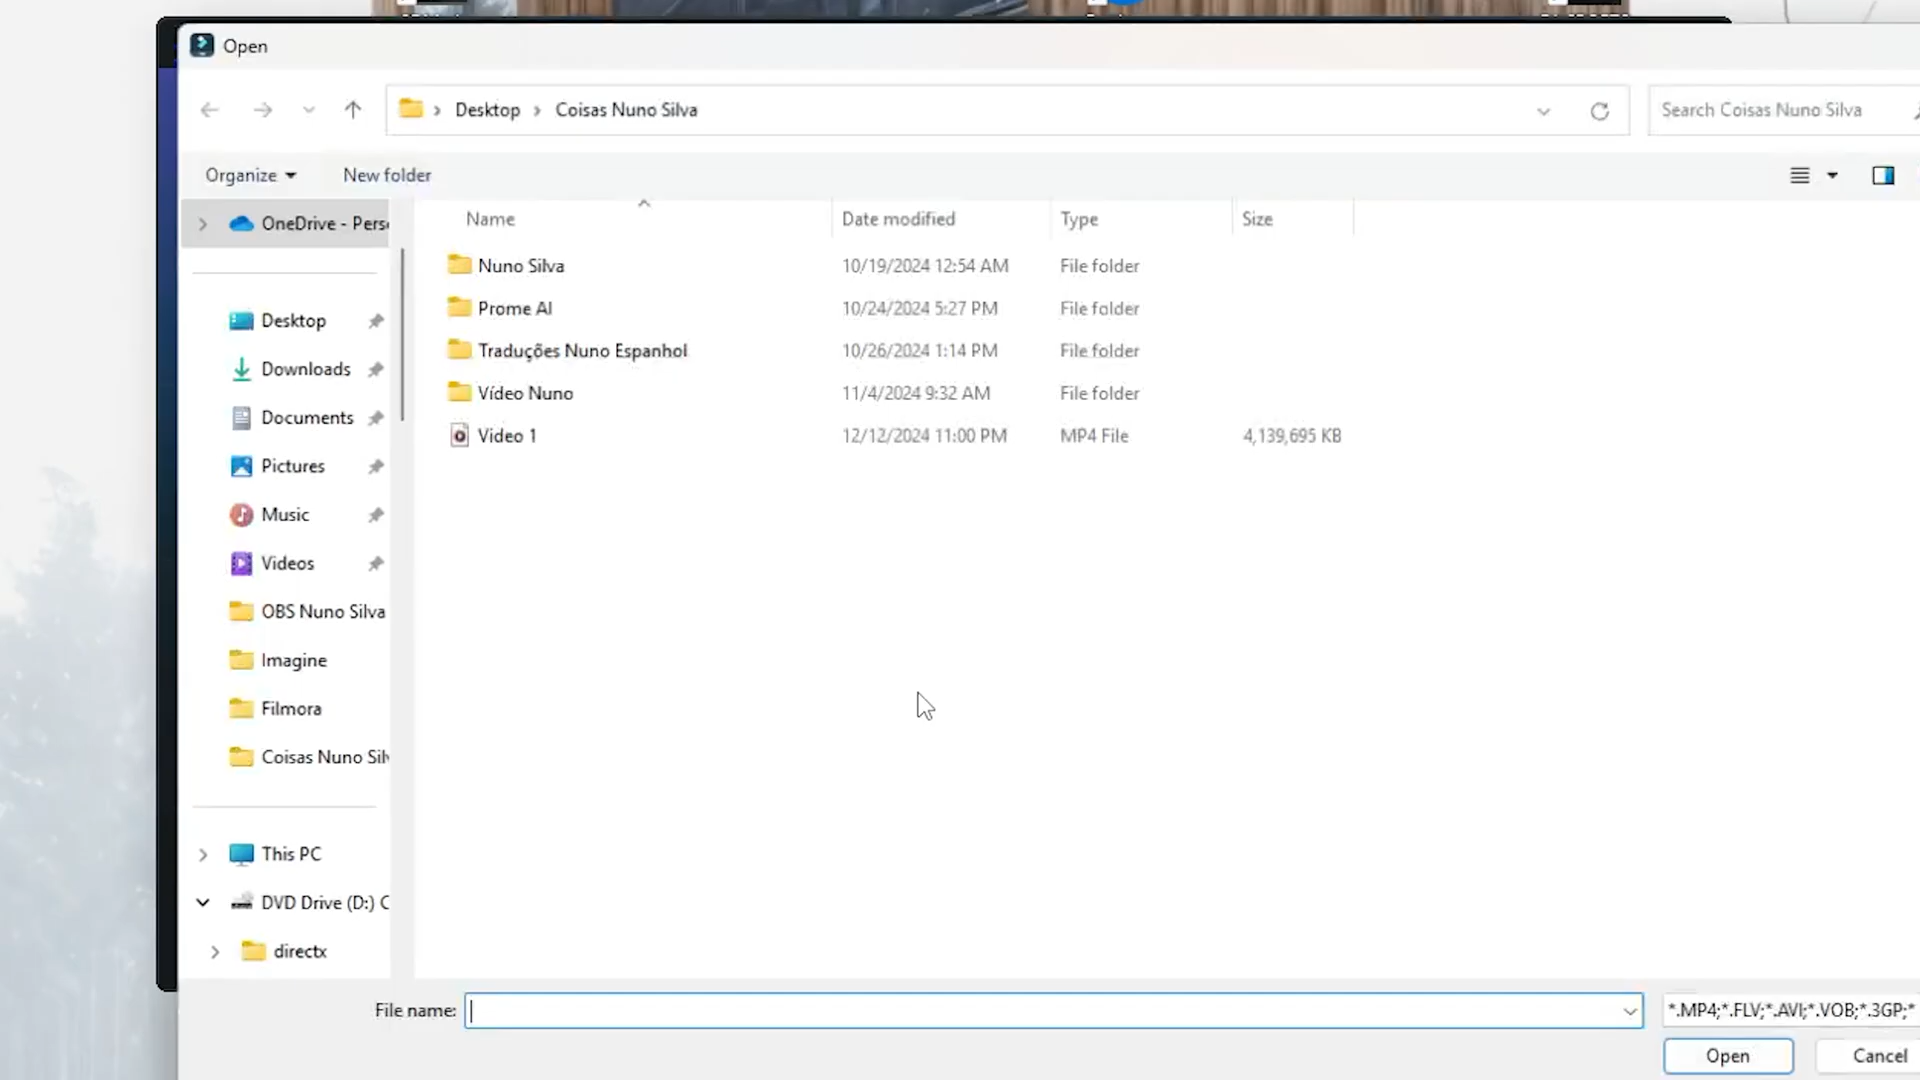 Open
Desktop
Coisas Nuno Silva
Search Coisas Nuno Silva
Organize
New folder
Name
Date modified
Type
Size
OneDrive -
Nuno Silva
10/19/2024 12:54 AM
File folder
Prome AI
10/24/2024 5:27 PM
File folder
Traduções Nuno Espanhol
10/26/2024 1:14 PM
File folder
Vídeo Nuno
11/4/2024 9:32 AM
File folder
Video 1
12/12/2024 11:00 PM
MP4 File
4,139,695 KB
Desktop
Downloads
Documents
Pictures
Music
Videos
OBS Nuno Silva
Imagine
Filmora
Coisas Nuno
This PC
DVD Drive (D:) C
directx
File name:
*.MP4;*.FLV;*.AVI;*.VOB;*.3GP;*
Open
Cancel